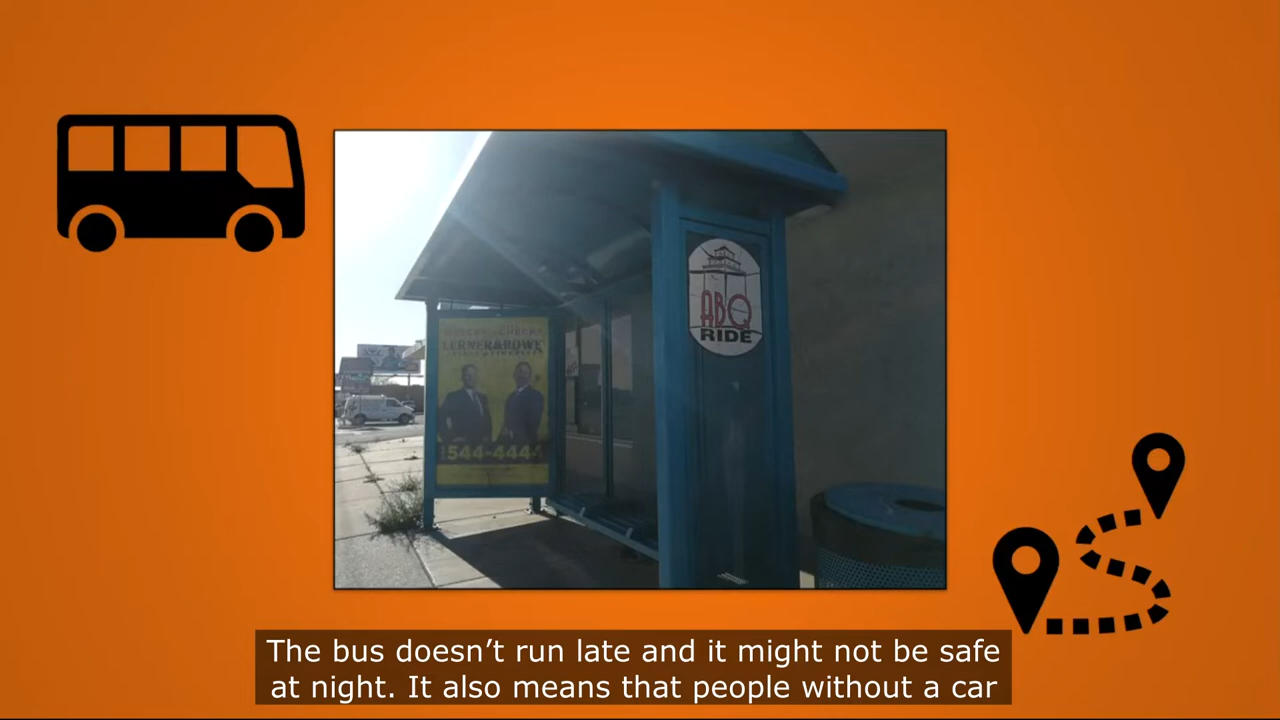 LERNER&ROWE
544-4444
ABQ
RIDE
The bus doesn’t run late and it might not be safe
at night. It also means that people without a car